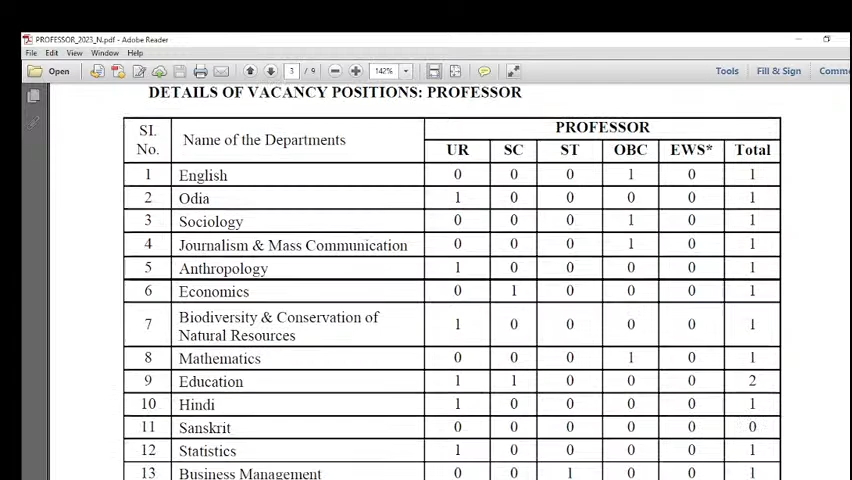 PROFESSOR_2023_N.pdf - Adobe Reader
File Edit View Window Help
Open 3 / 9 142% Tools Fill & Sign Comme
DETAILS OF VACANCY POSITIONS: PROFESSOR
SI. No. Name of the Departments PROFESSOR
UR SC ST OBC EWS* Total
1 English 0 0 0 1 0 1
2 Odia 1 0 0 0 0 1
3 Sociology 0 0 0 1 0 1
4 Journalism & Mass Communication 0 0 0 1 0 1
5 Anthropology 1 0 0 0 0 1
6 Economics 0 1 0 0 0 1
7 Biodiversity & Conservation of
Natural Resources 1 0 0 0 0 1
8 Mathematics 0 0 0 1 0 1
9 Education 1 1 0 0 0 2
10 Hindi 1 0 0 0 0 1
11 Sanskrit 0 0 0 0 0 0
12 Statistics 1 0 0 0 0 1
13 Business Management 0 0 1 0 0 1